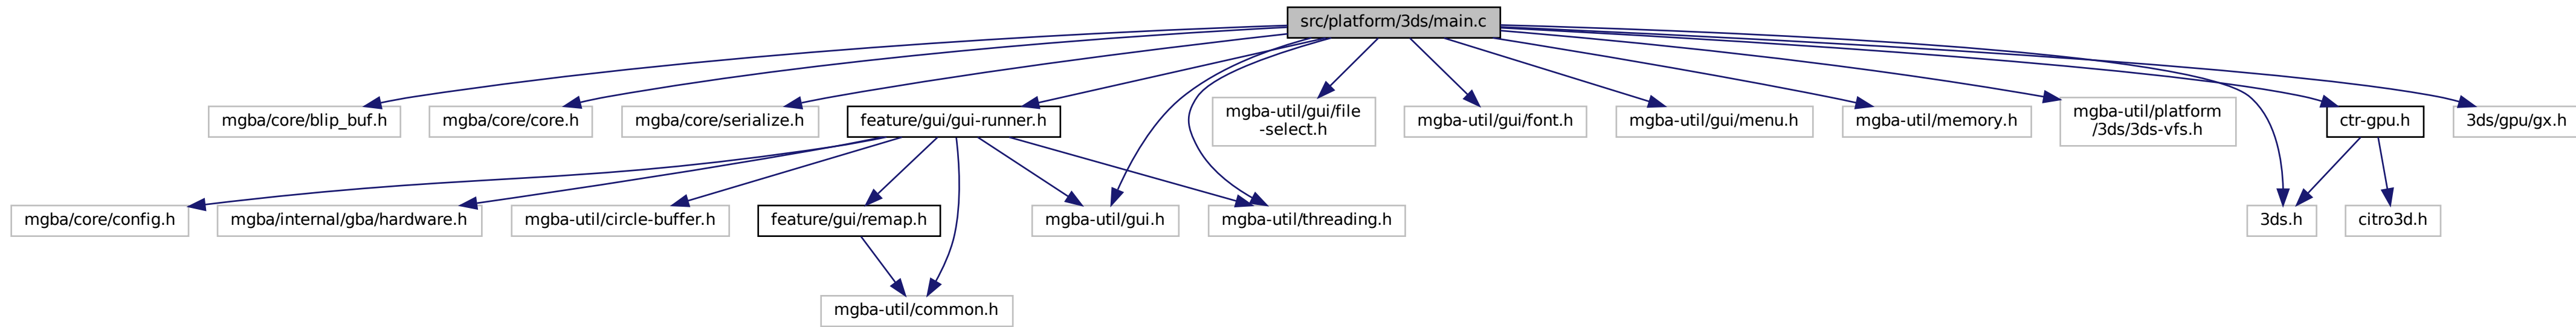 src/platform/3ds/main.c
mgba/core/blip_buf.h
mgba/core/core.h
mgba/core/serialize.h
feature/gui/gui-runner.h
mgba-util/gui/file
-select.h
mgba-util/gui/font.h
mgba-util/gui/menu.h
mgba-util/memory.h
mgba-util/platform
/3ds/3ds-vfs.h
ctr-gpu.h
3ds/gpu/gx.h
mgba/core/config.h
mgba/internal/gba/hardware.h
mgba-util/circle-buffer.h
feature/gui/remap.h
mgba-util/gui.h
mgba-util/threading.h
3ds.h
citro3d.h
mgba-util/common.h